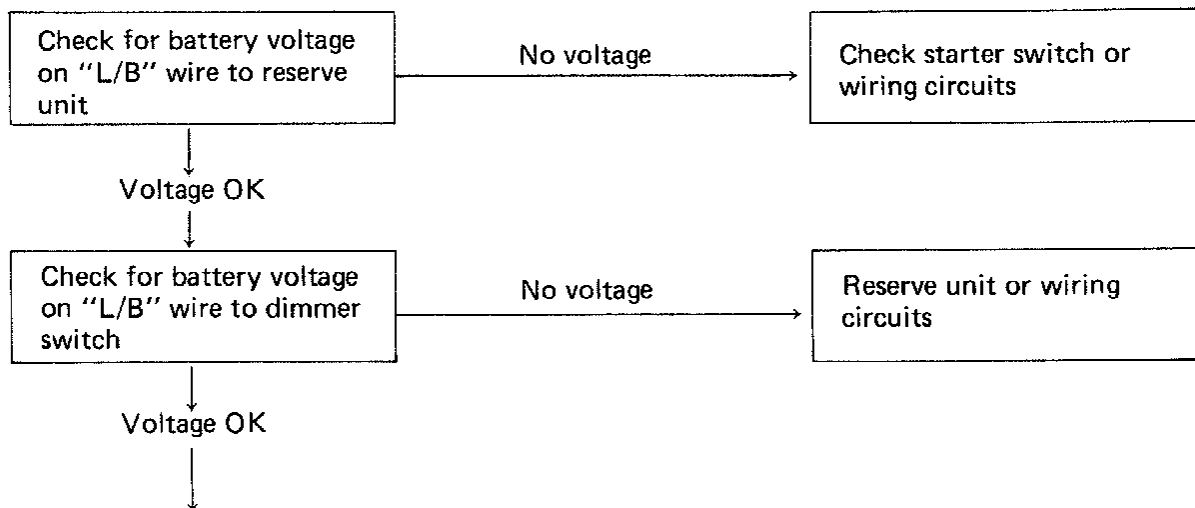 Check for battery voltage
on "L/B" wire to reserve
unit
No voltage
Check starter switch or
wiring circuits
Voltage OK
Check for battery voltage
on "L/B" wire to dimmer
switch
No voltage
Reserve unit or wiring
circuits
Voltage OK